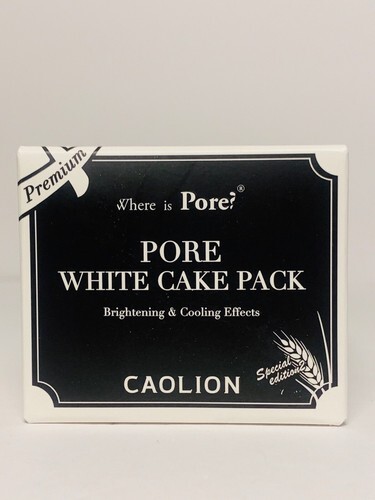 Premium
Where is Pore?®
PORE
WHITE CAKE PACK
Brightening & Cooling Effects
Special
edition
CAOLION